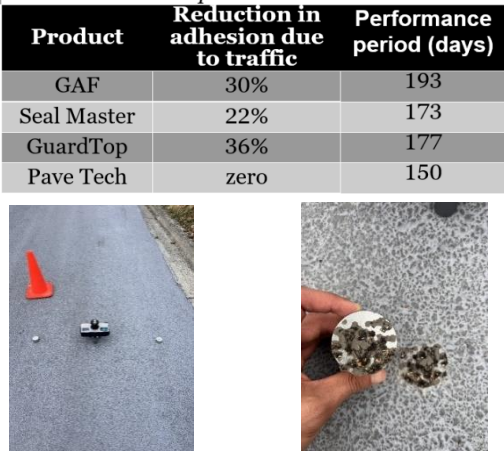 Product
Reduction in
adhesion due
to traffic
Performance
period (days)
GAF 30% 193
Seal Master 22% 173
GuardTop 36% 177
Pave Tech zero 150